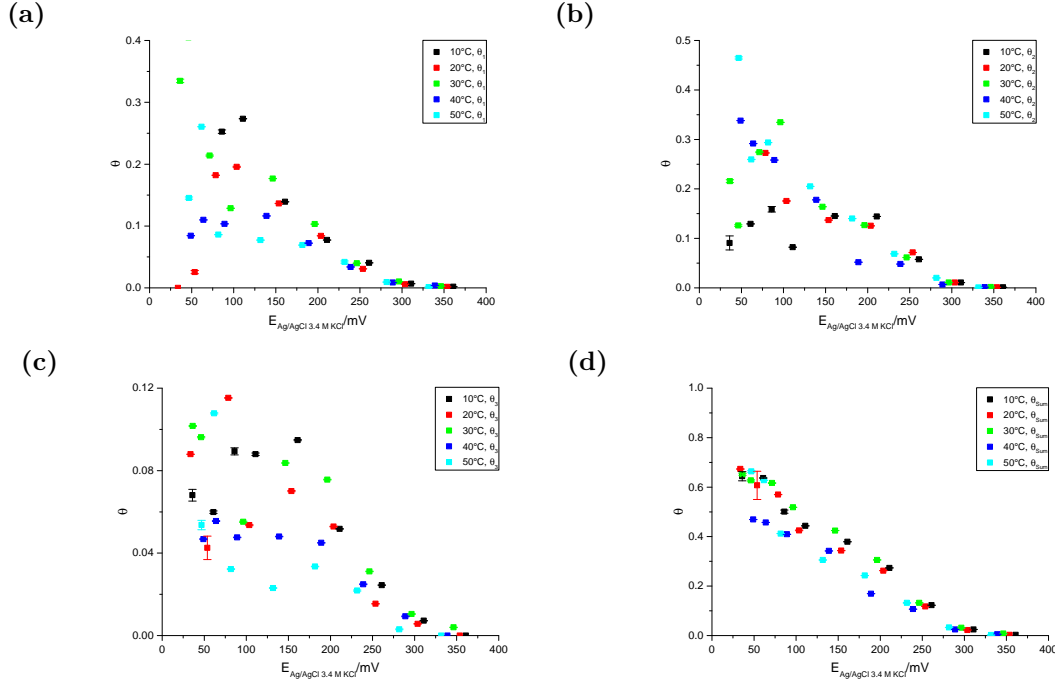 (a)
0.4
0.3
0.2
0.1
0.0
θ
0 50 100 150 200 250 300 350 400
E Ag/AgCl 3.4 M KCl/mV
10°C, θ1
20°C, θ1
30°C, θ1
40°C, θ1
50°C, θ1
(b)
0.5
0.4
0.3
0.2
0.1
0.0
θ
0 50 100 150 200 250 300 350 400
E Ag/AgCl 3.4 M KCl/mV
10°C, θ2
20°C, θ2
30°C, θ2
40°C, θ2
50°C, θ2
(c)
0.12
0.08
0.04
0.00
θ
0 50 100 150 200 250 300 350 400
E Ag/AgCl 3.4 M KCl/mV
10°C, θ3
20°C, θ3
30°C, θ3
40°C, θ3
50°C, θ3
(d)
1.0
0.8
0.6
0.4
0.2
0.0
θ
0 50 100 150 200 250 300 350 400
E Ag/AgCl 3.4 M KCl/mV
10°C, θSum
20°C, θSum
30°C, θSum
40°C, θSum
50°C, θSum